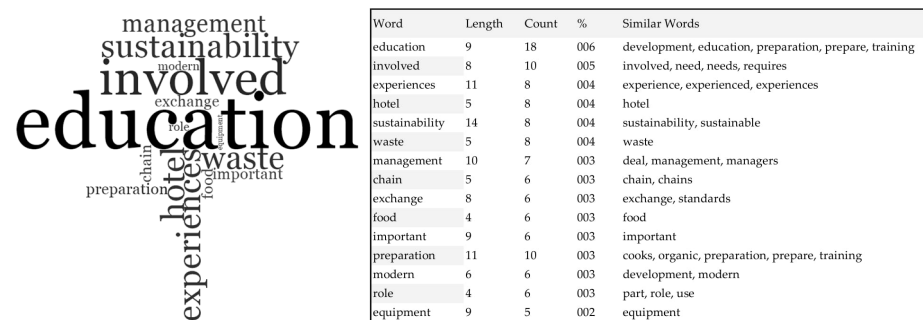 management
sustainability
modern
involved
exchange
education
role
equipment
chain
hotel
experiences
food
waste
important
preparation
Word Length Count % Similar Words
education 9 18 006 development, education, preparation, prepare, training
involved 8 10 005 involved, need, needs, requires
experiences 11 8 004 experience, experienced, experiences
hotel 5 8 004 hotel
sustainability 14 8 004 sustainability, sustainable
waste 5 8 004 waste
management 10 7 003 deal, management, managers
chain 5 6 003 chain, chains
exchange 8 6 003 exchange, standards
food 4 6 003 food
important 9 6 003 important
preparation 11 10 003 cooks, organic, preparation, prepare, training
modern 6 6 003 development, modern
role 4 6 003 part, role, use
equipment 9 5 002 equipment